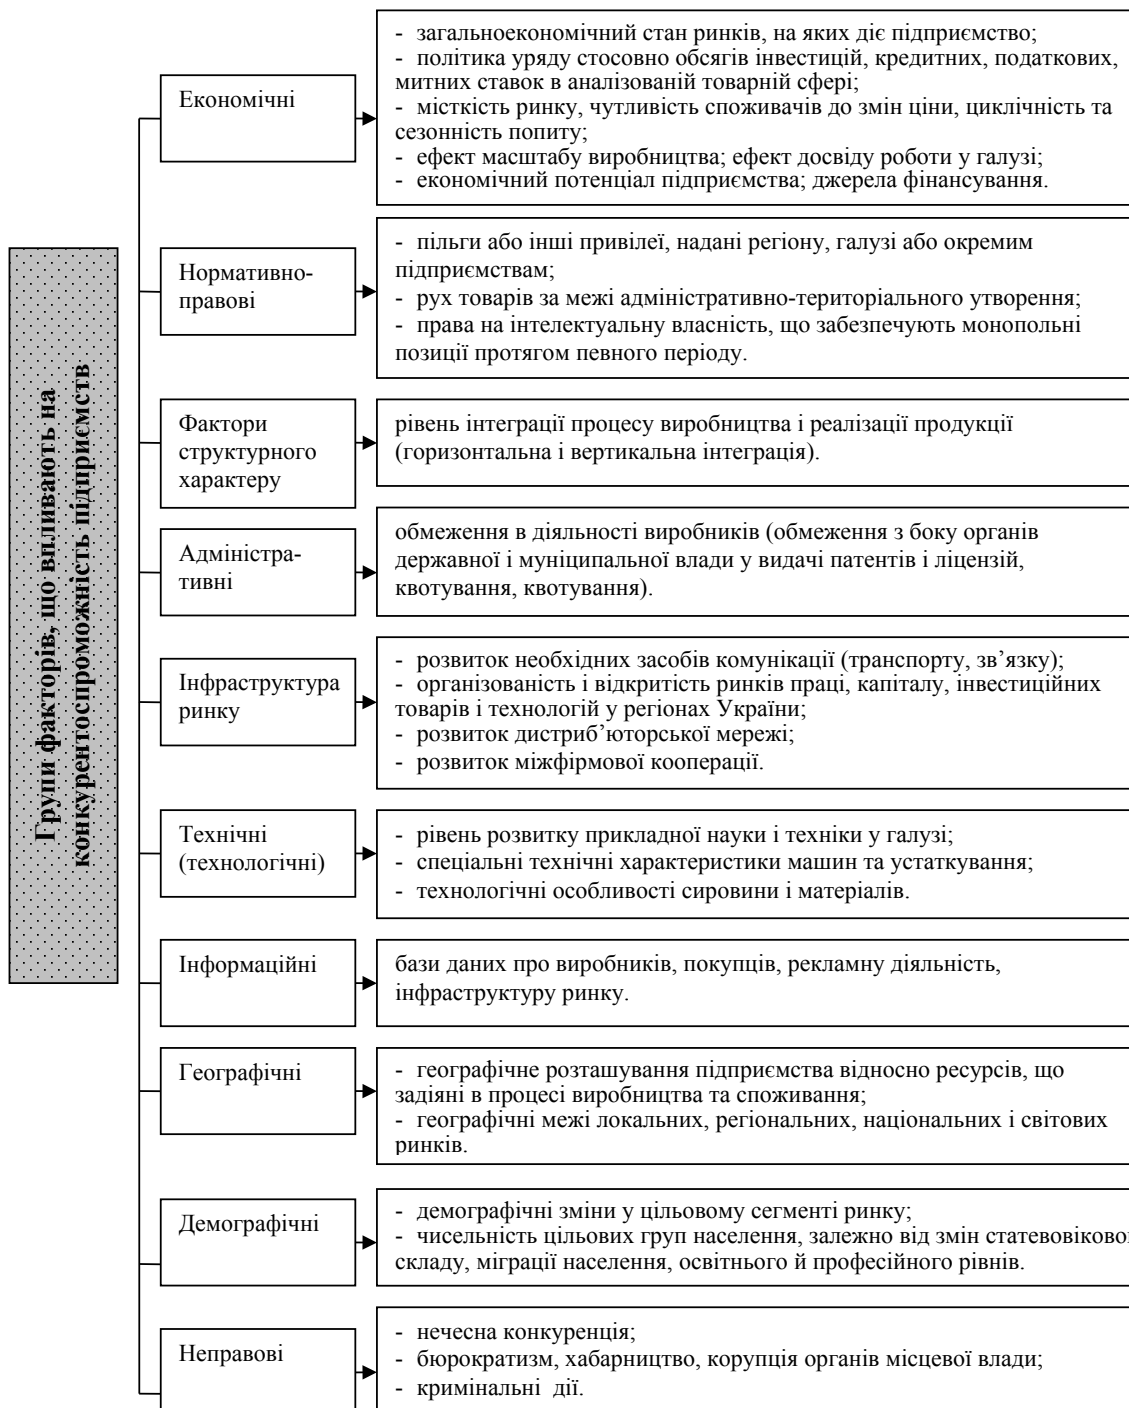 Групи факторів, що впливають на
конкурентоспроможність підприємств
Економічні
- загальноекономічний стан ринків, на яких діє підприємство;
- політика уряду стосовно обсягів інвестицій, кредитних, податкових,
митних ставок в аналізованій товарній сфері;
- місткість ринку, чутливість споживачів до змін ціни, циклічність та
сезонність попиту;
- ефект масштабу виробництва; ефект досвіду роботи у галузі;
- економічний потенціал підприємства; джерела фінансування.
Нормативно-
правові
- пільги або інші привілеї, надані регіону, галузі або окремим
підприємствам;
- рух товарів за межі адміністративно-територіального утворення;
- права на інтелектуальну власність, що забезпечують монопольні
позиції протягом певного періоду.
Фактори
структурного
характеру
рівень інтеграції процесу виробництва і реалізації продукції
(горизонтальна і вертикальна інтеграція).
Адміністра-
тивні
обмеження в діяльності виробників (обмеження з боку органів
державної і муніципальної влади у видачі патентів і ліцензій,
квотування, квотування).
Інфраструктура
ринку
- розвиток необхідних засобів комунікації (транспорту, зв’язку);
- організованість і відкритість ринків праці, капіталу, інвестиційних
товарів і технологій у регіонах України;
- розвиток дистриб’юторської мережі;
- розвиток міжфірмової кооперації.
Технічні
(технологічні)
- рівень розвитку прикладної науки і техніки у галузі;
- спеціальні технічні характеристики машин та устаткування;
- технологічні особливості сировини і матеріалів.
Інформаційні
бази даних про виробників, покупців, рекламну діяльність,
інфраструктуру ринку.
Географічні
- географічне розташування підприємства відносно ресурсів, що
задіяні в процесі виробництва та споживання;
- географічні межі локальних, регіональних, національних і світових
ринків.
Демографічні
- демографічні зміни у цільовому сегменті ринку;
- чисельність цільових груп населення, залежно від змін статевовіково
складу, міграції населення, освітнього й професійного рівнів.
Неправові
- нечесна конкуренція;
- бюрократизм, хабарництво, корупція органів місцевої влади;
- кримінальні дії.